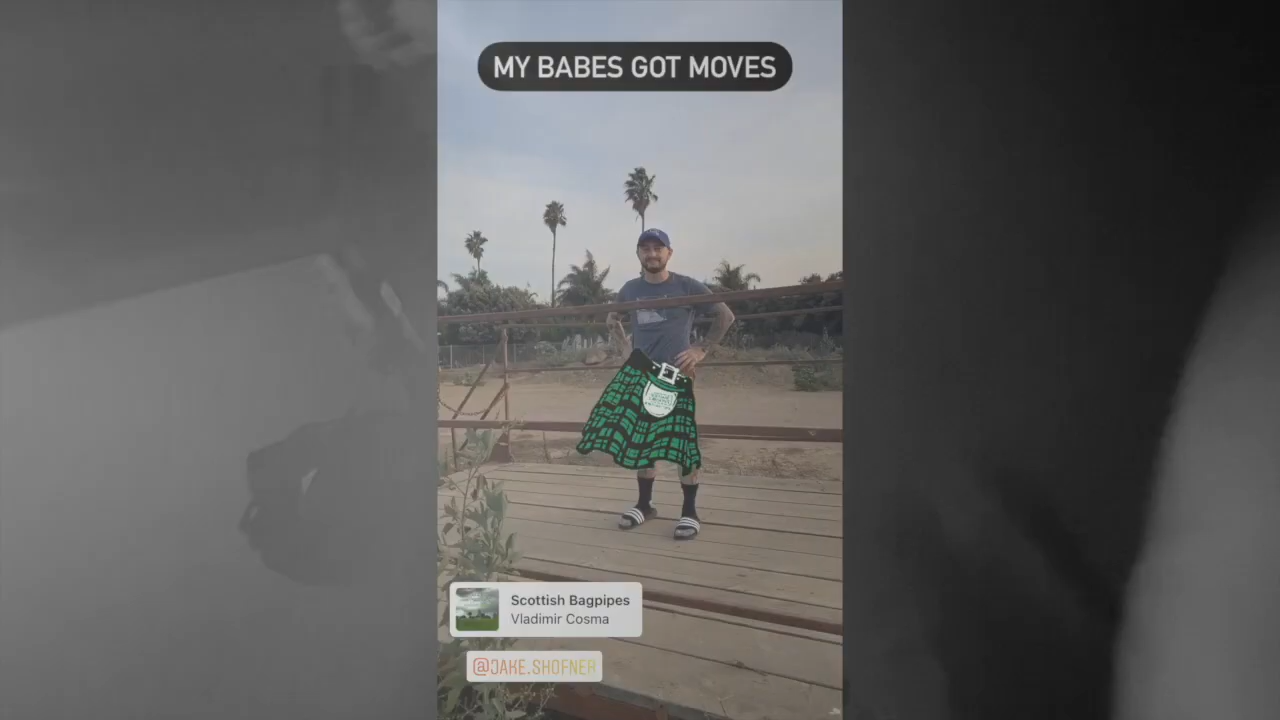 MY BABES GOT MOVES
Scottish Bagpipes
Vladimir Cosma
@JAKE.SHOFNER